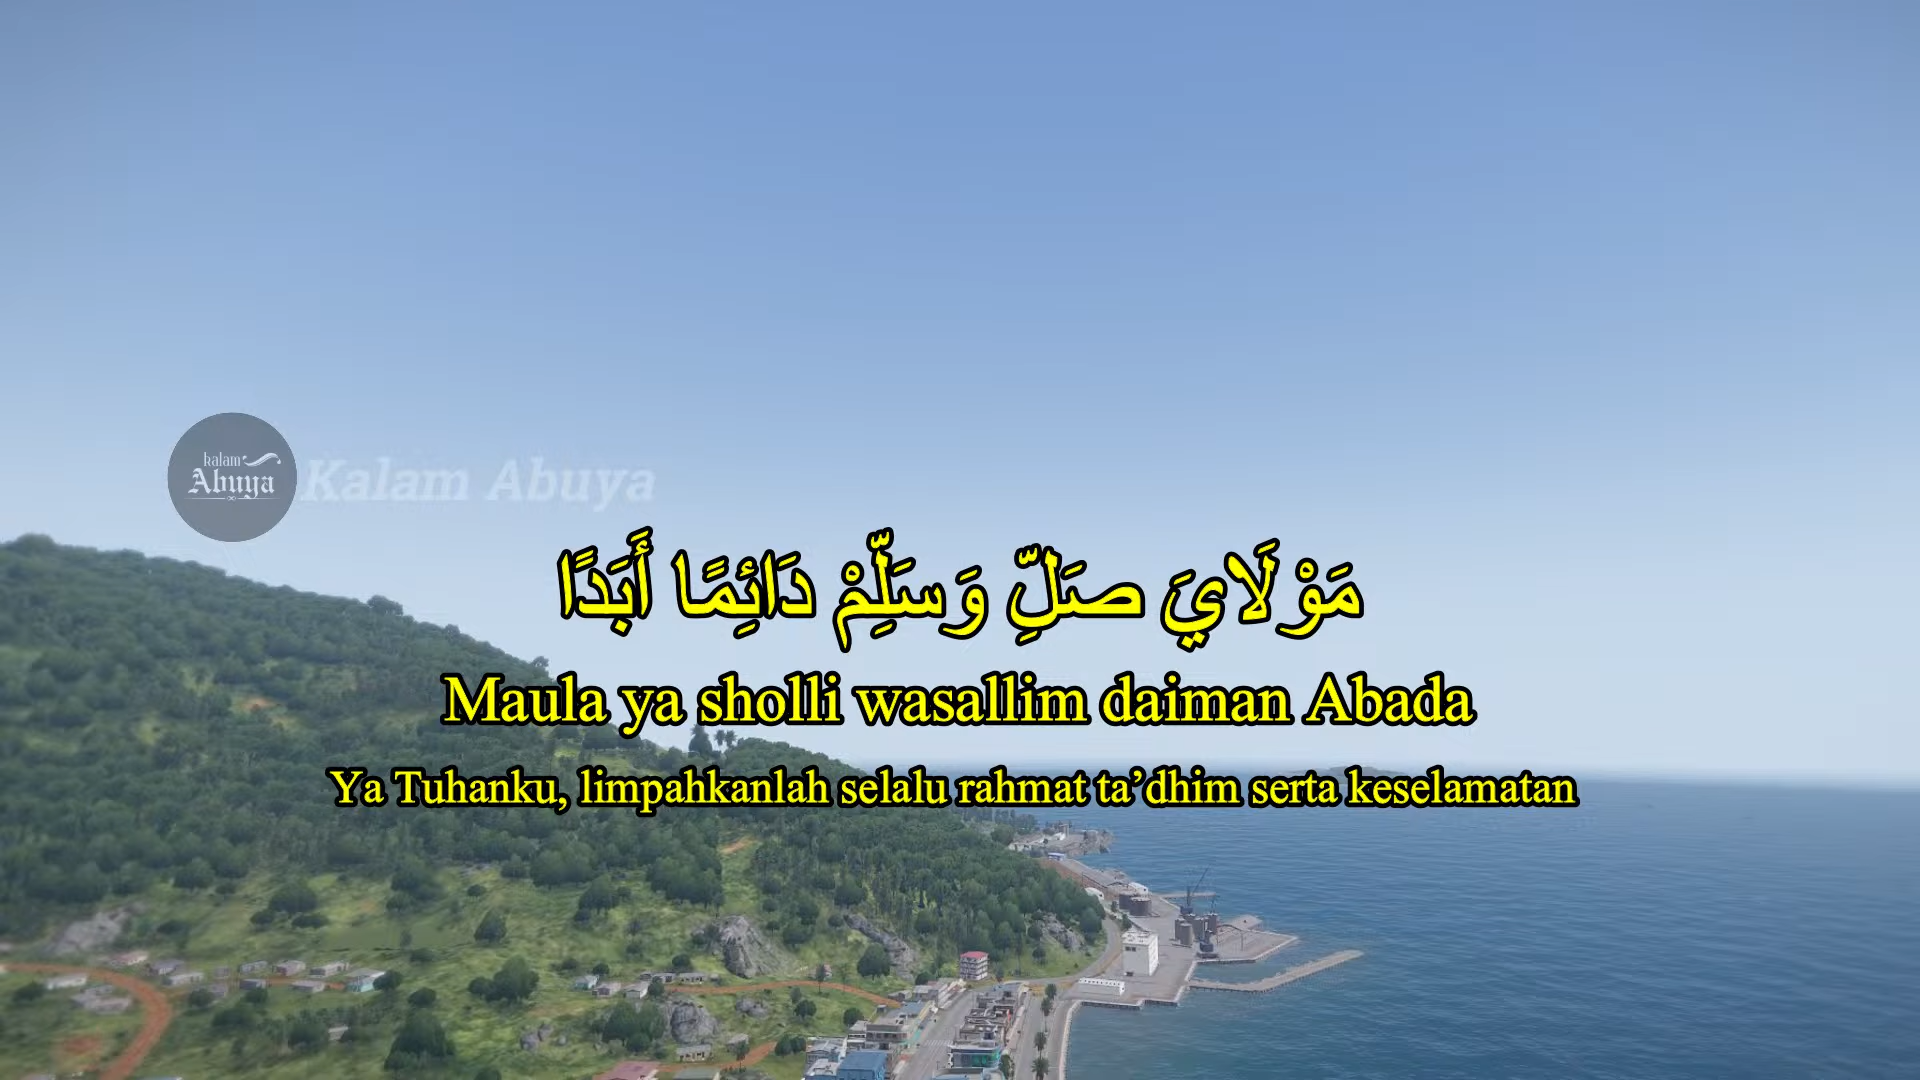 kalam
Abuya
Kalam Abuya
مَوْلَايَ صَلِّ وَسَلِّمْ دَائِمًا أَبَدًا
Maula ya sholli wasallim daiman Abada
Ya Tuhanku, limpahkanlah selalu rahmat ta’dhim serta keselamatan